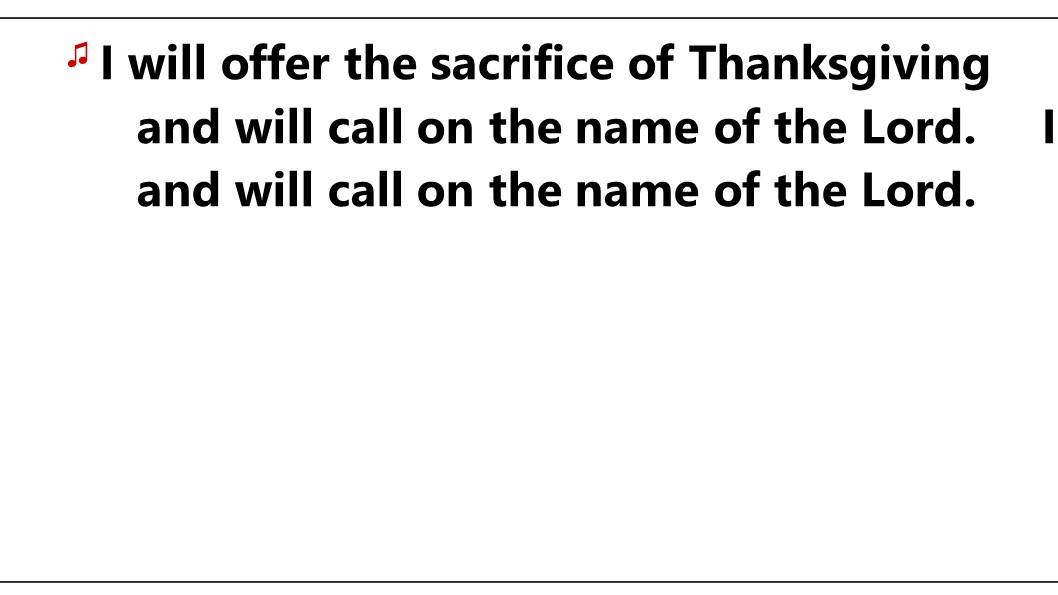 ♫ I will offer the sacrifice of Thanksgiving
and will call on the name of the Lord. I
and will call on the name of the Lord.